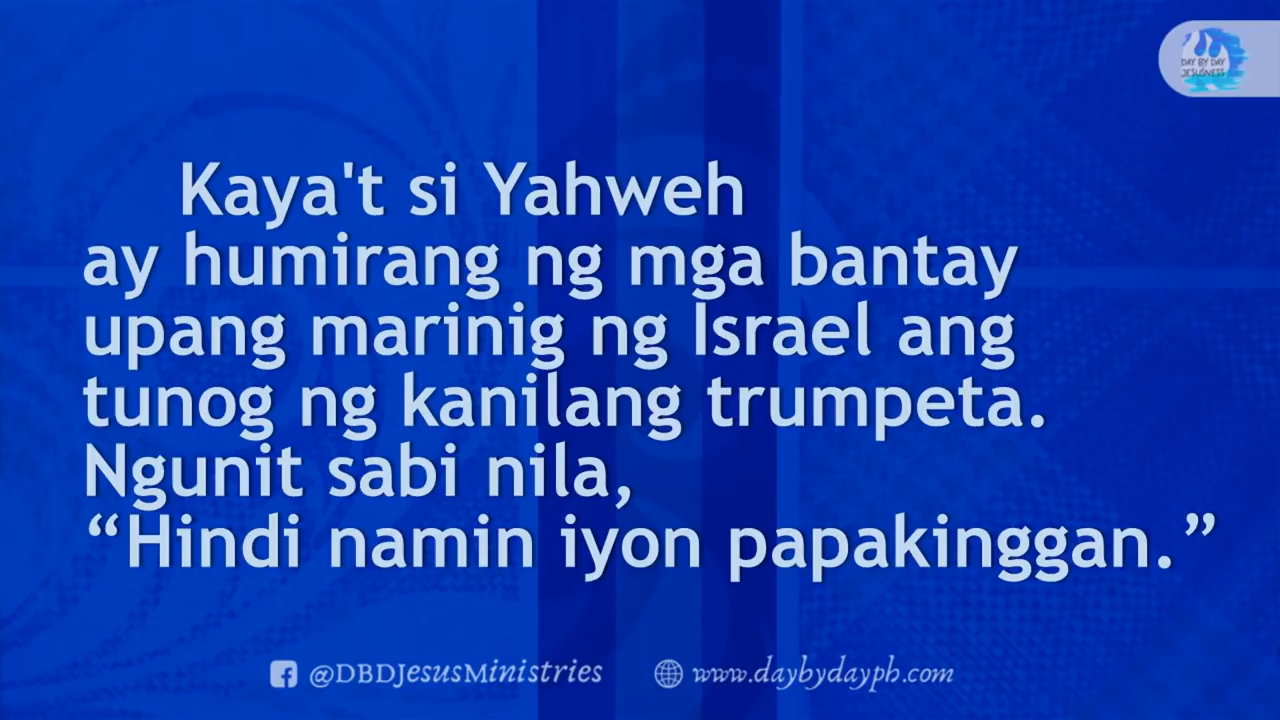 DAY BY DAY
JESUSNESS
Kaya't si Yahweh
ay humirang ng mga bantay
upang marinig ng Israel ang
tunog ng kanilang trumpeta.
Ngunit sabi nila,
“Hindi namin iyon papakinggan.”
@DBDJesusMinistries www.daybydayph.com